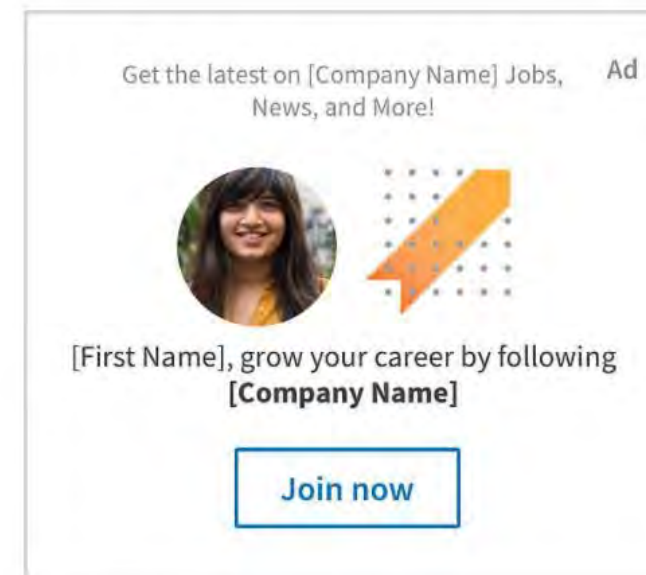 Get the latest on [Company Name] Jobs,
News, and More!
Ad
[First Name], grow your career by following
[Company Name]
Join now